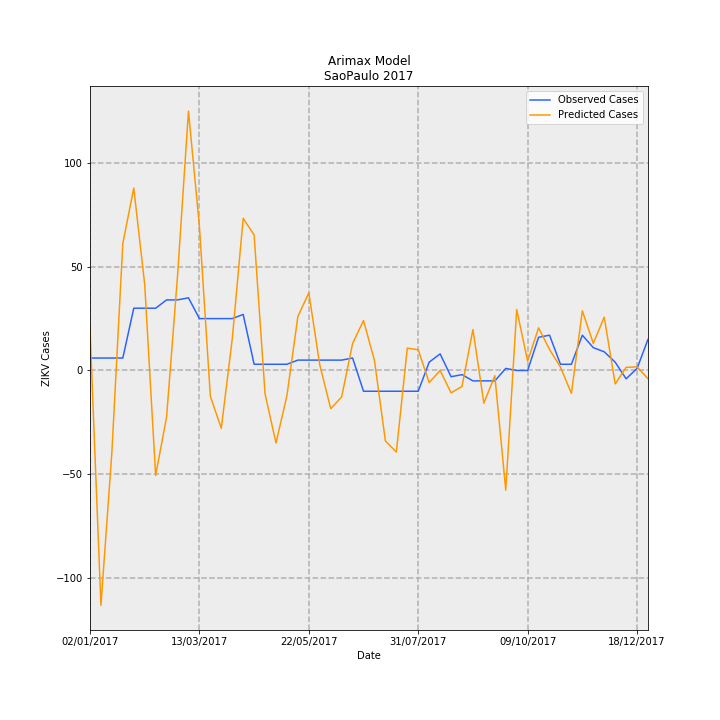 Arimax Model
SaoPaulo 2017
Observed Cases
Predicted Cases
100
50
0
−50
−100
ZIKV Cases
02/01/2017 13/03/2017 22/05/2017 31/07/2017 09/10/2017 18/12/2017
Date